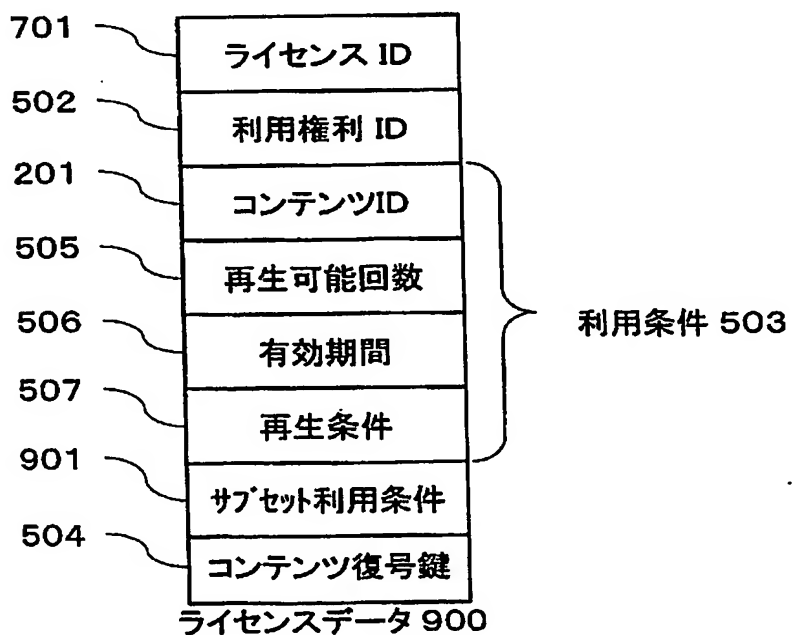 701
ライセンス ID
502
利用権利 ID
201
コンテンツID
505
再生可能回数
506
有効期間
利用条件 503
507
再生条件
901
サブセット利用条件
504
コンテンツ復号鍵
ライセンスデータ 900